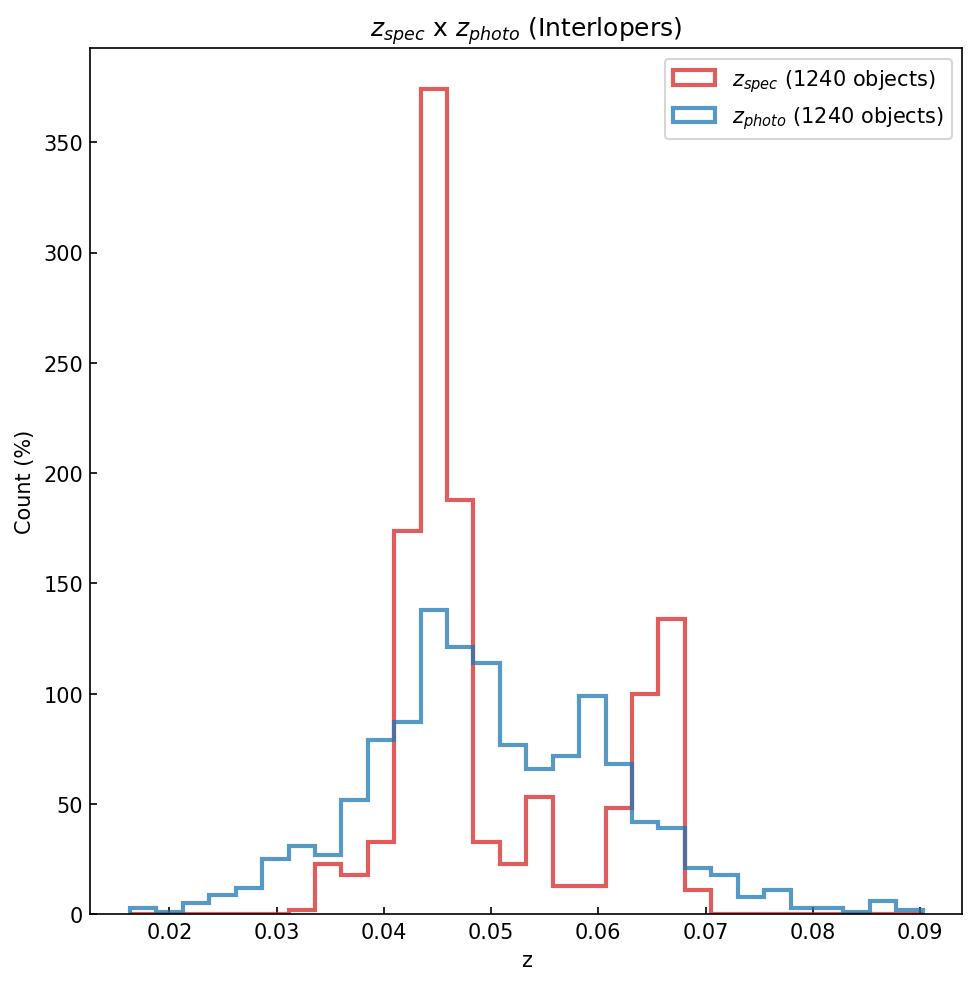 z_spec x z_photo (Interlopers)
z_spec (1240 objects)
z_photo (1240 objects)
Count (%)
350
300
250
200
150
100
50
0
0.02 0.03 0.04 0.05 0.06 0.07 0.08 0.09
z